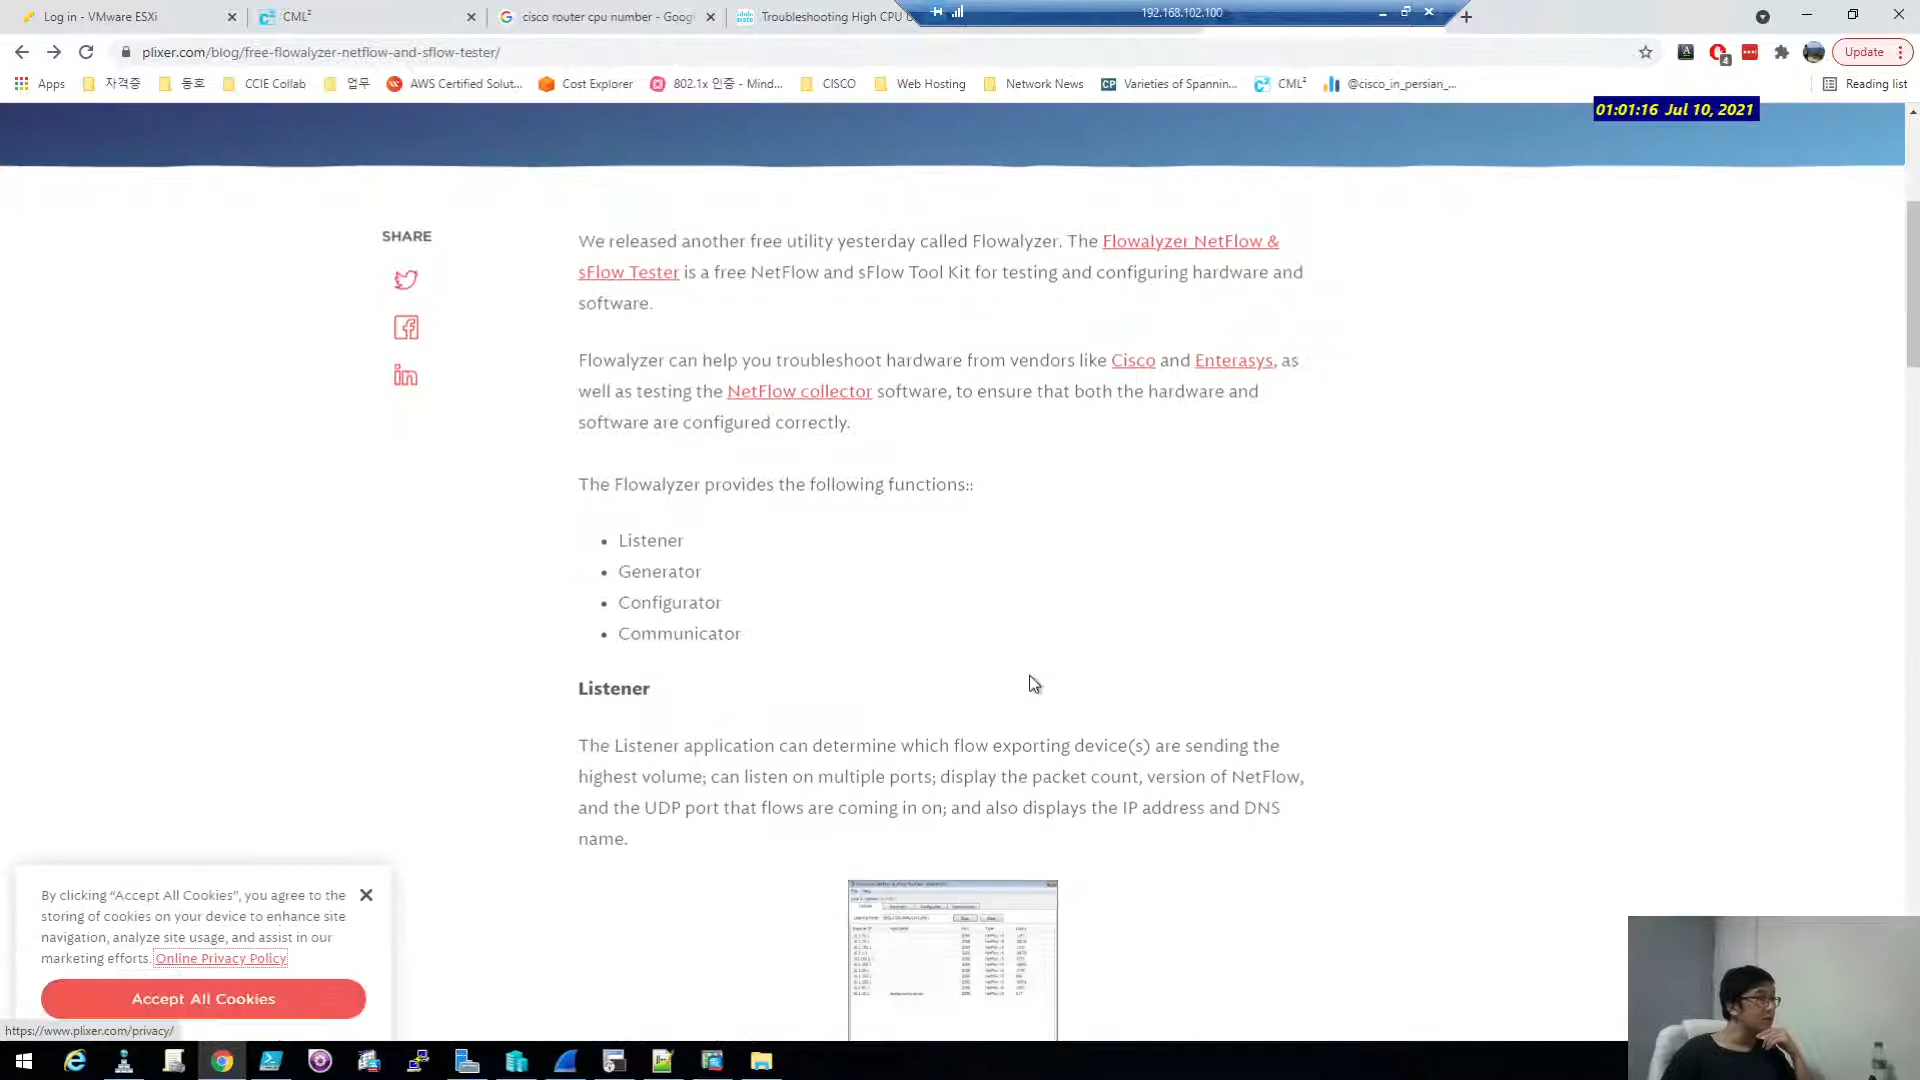 Log in - VMware ESXi
CML²
cisco router cpu number - Goog
Troubleshooting High CPU U
192.168.102.100
plixer.com/blog/free-flowalyzer-netflow-and-sflow-tester/
4
Update
Apps
자격증
동호
CCIE Collab
업무
AWS Certified Solut...
Cost Explorer
802.1x 인증 - Mind...
CISCO
Web Hosting
Network News
CP
Varieties of Spannin...
CML²
@cisco_in_persian_...
Reading list
01:01:16 Jul 10, 2021
SHARE
We released another free utility yesterday called Flowalyzer. The Flowalyzer NetFlow &
sFlow Tester is a free NetFlow and sFlow Tool Kit for testing and configuring hardware and
software.
Flowalyzer can help you troubleshoot hardware from vendors like Cisco and Enterasys, as
well as testing the NetFlow collector software, to ensure that both the hardware and
software are configured correctly.
The Flowalyzer provides the following functions::
• Listener
• Generator
• Configurator
• Communicator
Listener
The Listener application can determine which flow exporting device(s) are sending the
highest volume; can listen on multiple ports; display the packet count, version of NetFlow,
and the UDP port that flows are coming in on; and also displays the IP address and DNS
name.
By clicking “Accept All Cookies”, you agree to the
storing of cookies on your device to enhance site
navigation, analyze site usage, and assist in our
marketing efforts. Online Privacy Policy
Accept All Cookies
https://www.plixer.com/privacy/